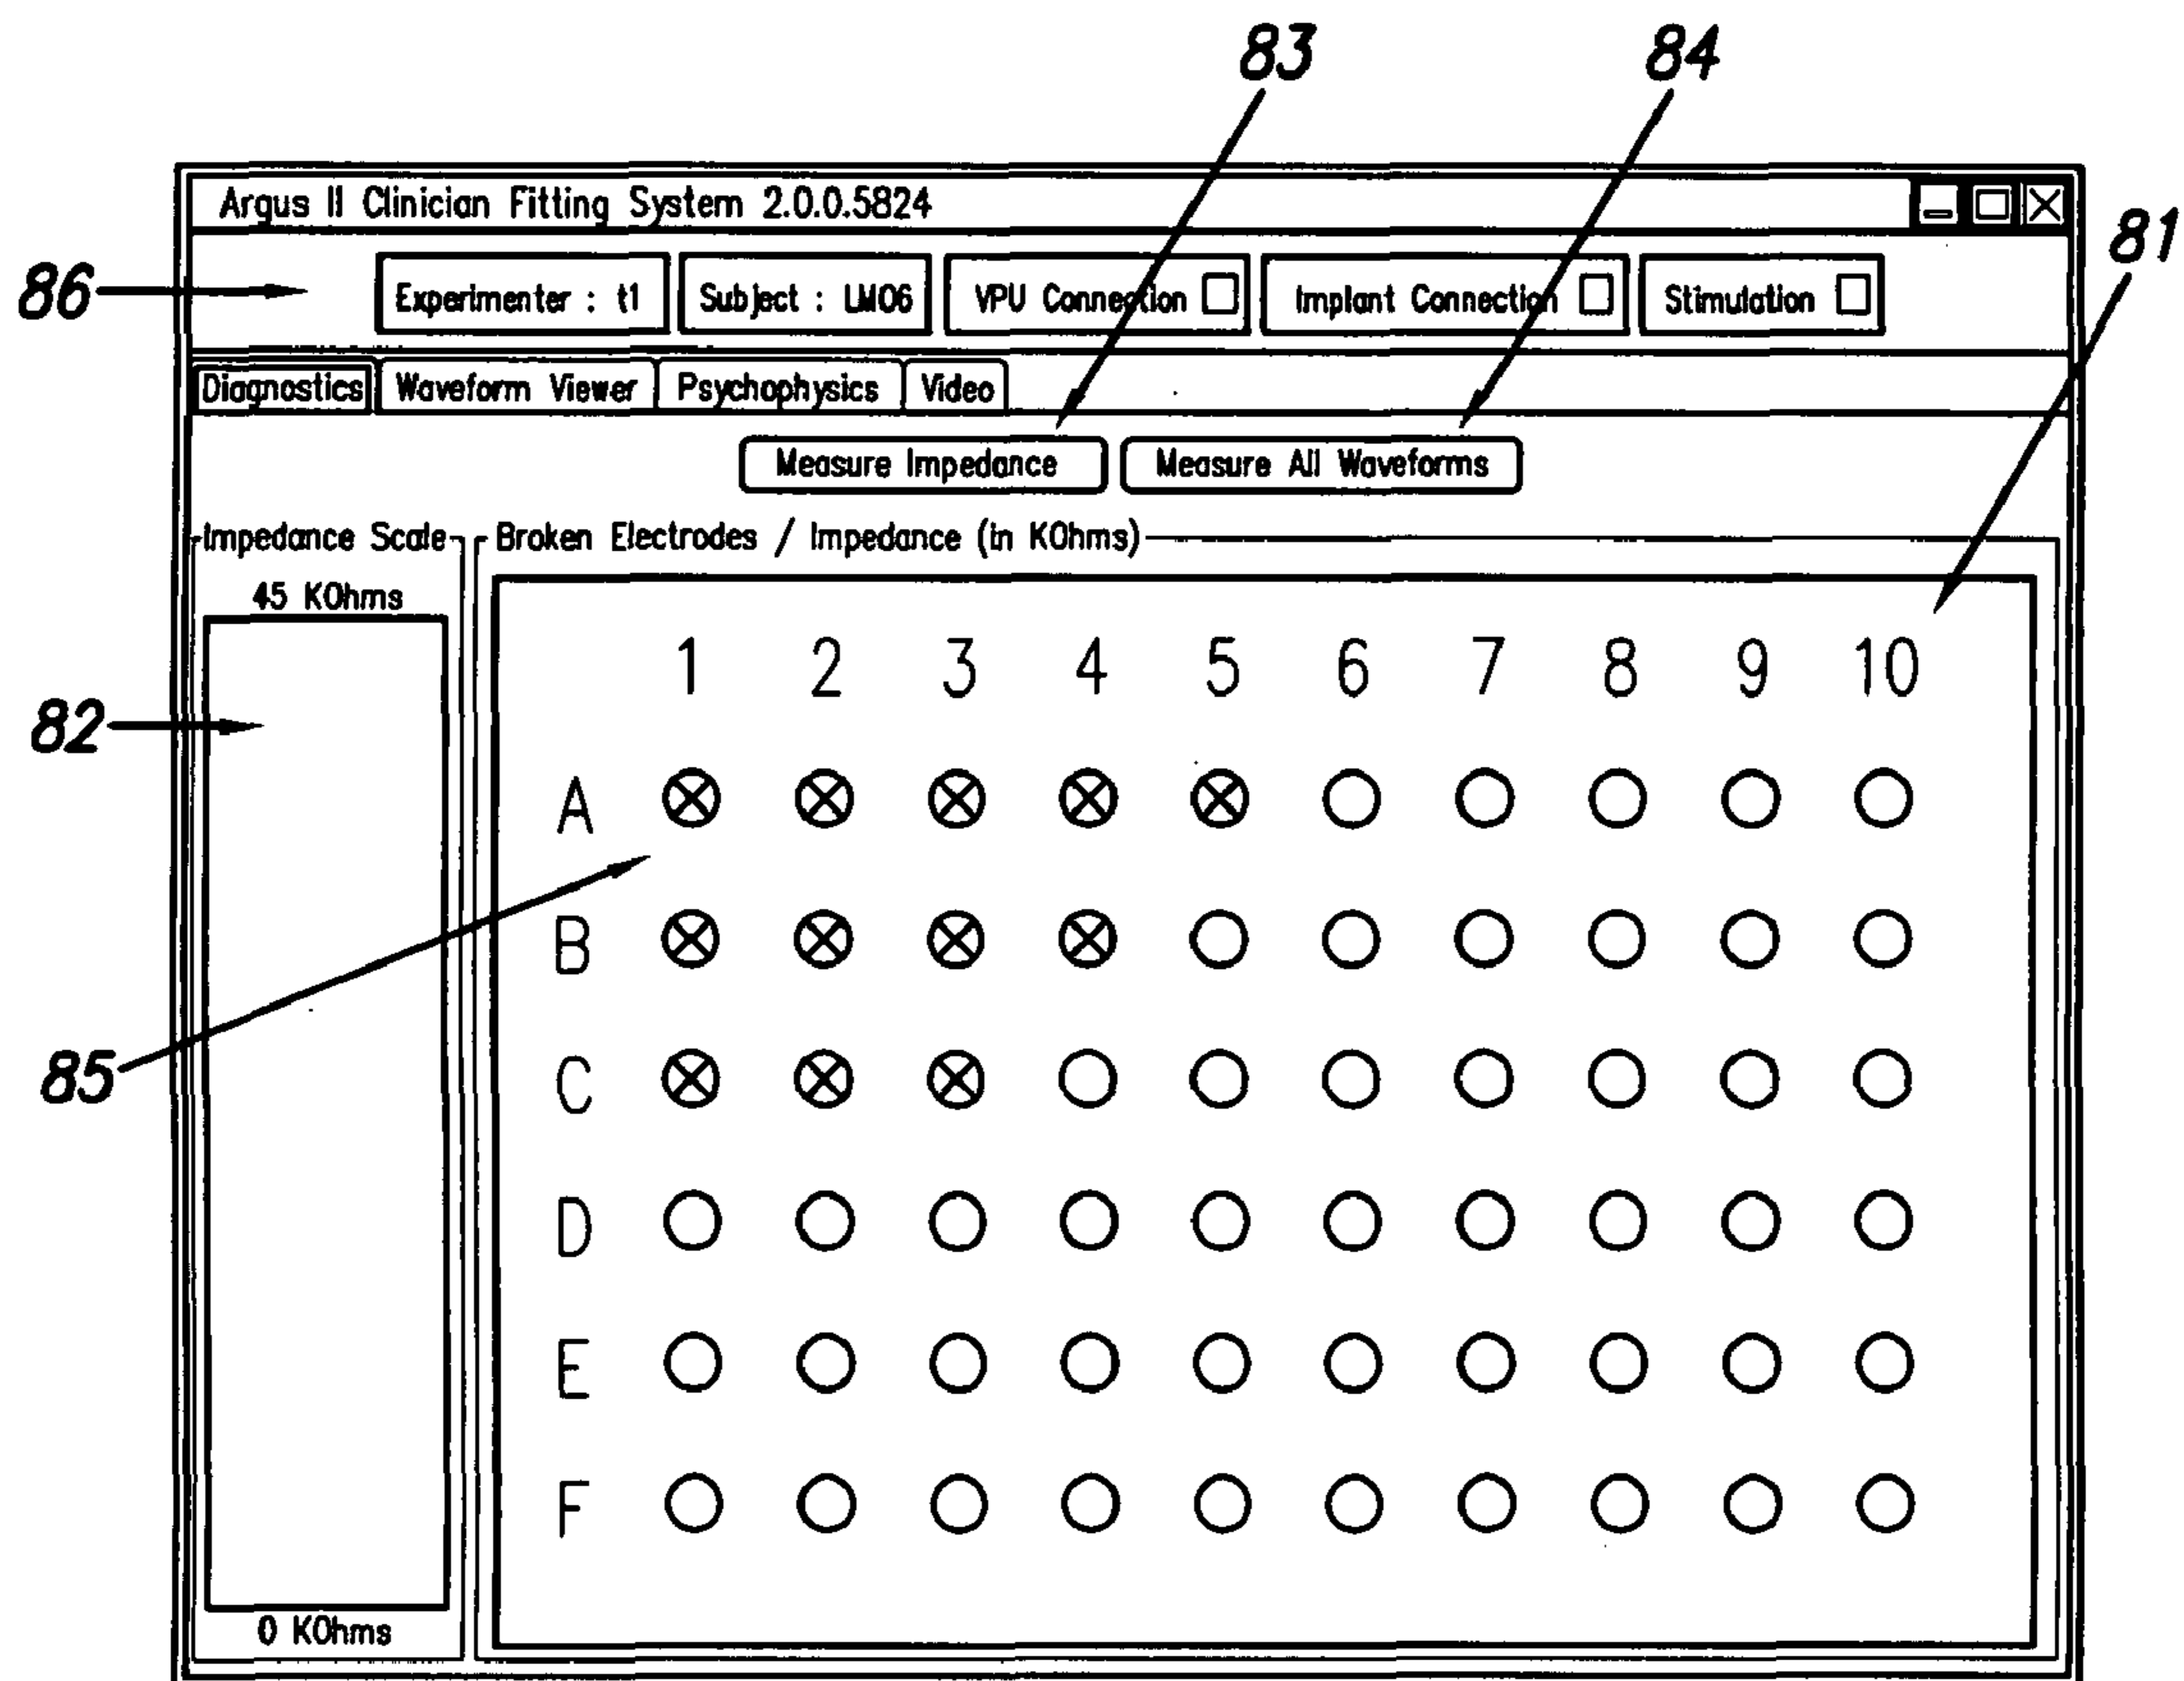 83 84
Argus II Clinician Fitting System 2.0.0.5824
81
86
Experimenter : t1 Subject : LM06 VPU Connection Implant Connection Stimulation
Diagnostics Waveform Viewer Psychophysics Video
Measure Impedance Measure All Waveforms
Impedance Scale Broken Electrodes / Impedance (in KOhms)
45 KOhms
1 2 3 4 5 6 7 8 9 10
82
A
B
85
C
D
E
F
0 KOhms